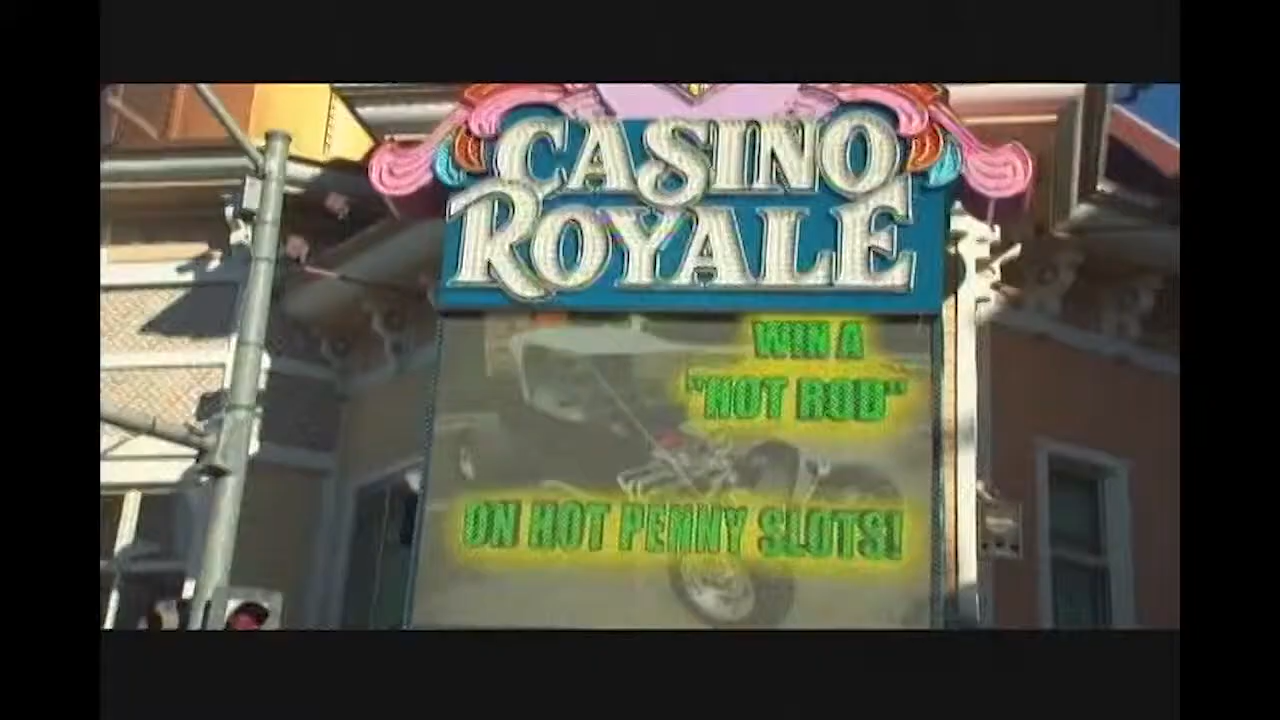 CASINO
ROYALE
WIN A
"HOT ROD"
ON HOT PENNY SLOTS!